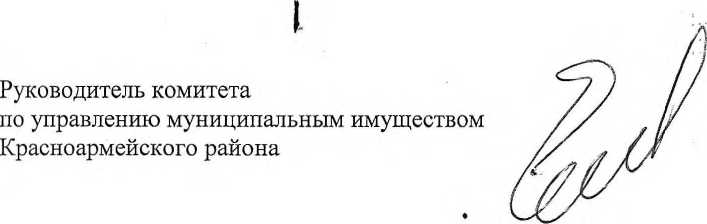 Руководитель комитета
по управлению муниципальным имуществом
Красноармейского района